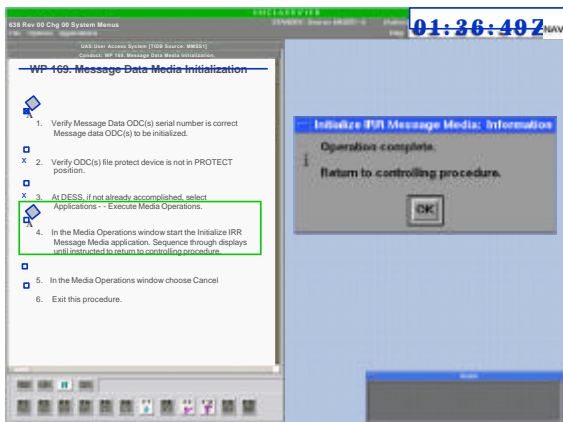 UNCLASSIFIED
638 Rev 00 Chg 00 System Menus
01:36:49Z
NAV
File Options Applications
UAS:User Access System [TIDB Source: MMSS1]
Conduct: WP 169. Message Data Media Initialization.
WP 169. Message Data Media Initialization
1. Verify Message Data ODC(s) serial number is correct
Message data ODC(s) to be initialized.
X 2. Verify ODC(s) file protect device is not in PROTECT
position.
X 3. At DESS, if not already accomplished, select
Applications - - Execute Media Operations.
4. In the Media Operations window start the Initialize IRR
Message Media application. Sequence through displays
until instructed to return to controlling procedure.
5. In the Media Operations window choose Cancel
6. Exit this procedure.
Initialize IRR Message Media: Information
Operation complete.
Return to controlling procedure.
OK